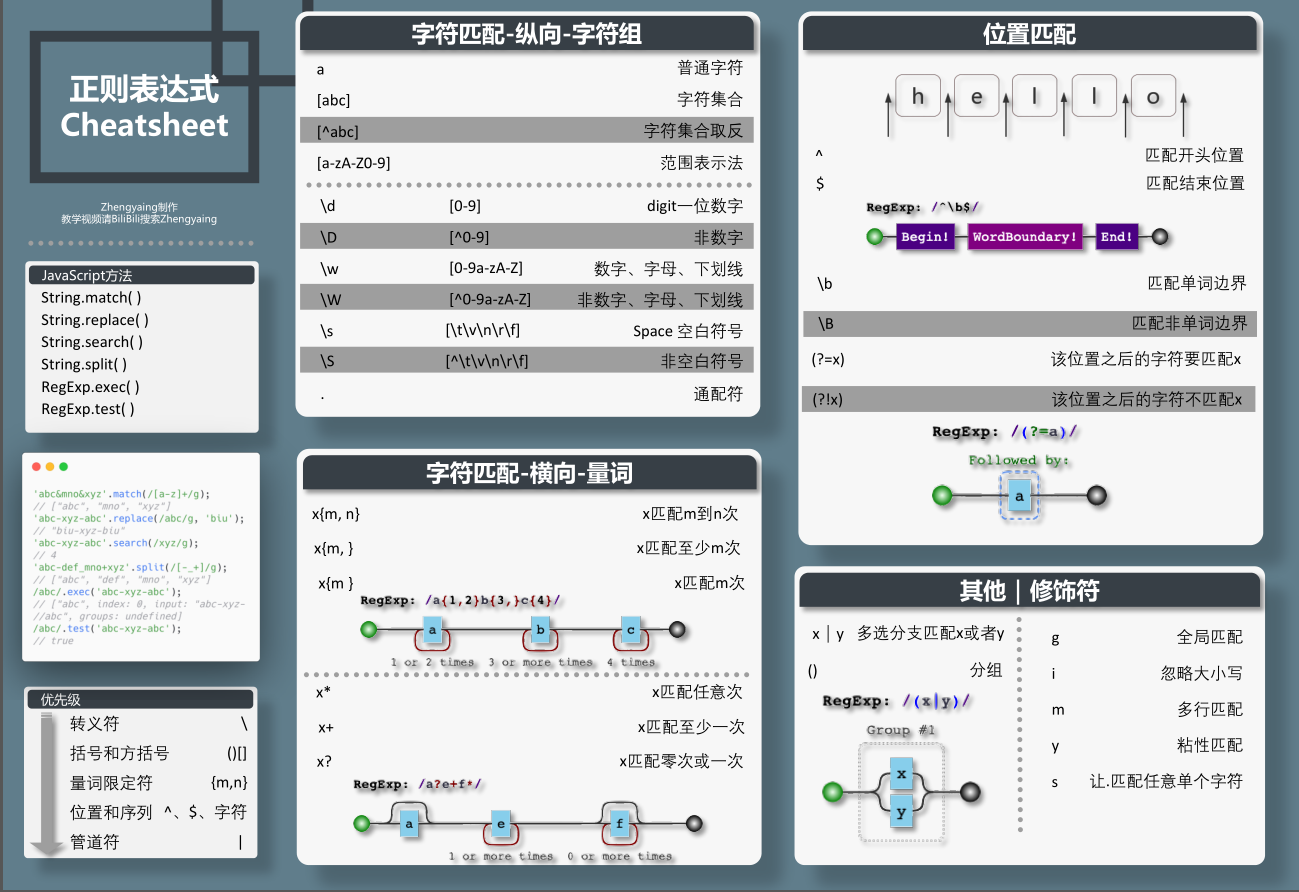 正则表达式
Cheatsheet
Zhengyaing制作
教学视频请BiliBili搜索Zhengyaing
JavaScript方法
String.match( )
String.replace( )
String.search( )
String.split( )
RegExp.exec( )
RegExp.test( )
'abc&mno&xyz'.match(/[a-z]+/g);
// ["abc", "mno", "xyz"]
'abc-xyz-abc'.replace(/abc/g, 'biu');
// "biu-xyz-biu"
'abc-xyz-abc'.search(/xyz/g);
// 4
'abc-def_mno+xyz'.split(/[-_+]/g);
// ["abc", "def", "mno", "xyz"]
/abc/.exec('abc-xyz-abc');
// ["abc", index: 0, input: "abc-xyz-
//abc", groups: undefined]
/abc/.test('abc-xyz-abc');
// true
优先级
转义符 \
括号和方括号 ()[]
量词限定符 {m,n}
位置和序列 ^、$、字符
管道符 |
字符匹配-纵向-字符组
a 普通字符
[abc] 字符集合
[^abc] 字符集合取反
[a-zA-Z0-9] 范围表示法
\d [0-9] digit一位数字
\D [^0-9] 非数字
\w [0-9a-zA-Z] 数字、字母、下划线
\W [^0-9a-zA-Z] 非数字、字母、下划线
\s [\t\v\n\r\f] Space 空白符号
\S [^\t\v\n\r\f] 非空白符号
. 通配符
字符匹配-横向-量词
x{m, n} x匹配m到n次
x{m, } x匹配至少m次
x{m } x匹配m次
RegExp: /a{1,2}b{3,}c{4}/
a b c
1 or 2 times 3 or more times 4 times
x* x匹配任意次
x+ x匹配至少一次
x? x匹配零次或一次
RegExp: /a?e+f*/
a e f
1 or more times 0 or more times
位置匹配
h e l l o
^ 匹配开头位置
$ 匹配结束位置
RegExp: /^\b$/
Begin! WordBoundary! End!
\b 匹配单词边界
\B 匹配非单词边界
(?=x) 该位置之后的字符要匹配x
(?!x) 该位置之后的字符不匹配x
RegExp: /(?=a)/
Followed by:
a
其他 | 修饰符
x | y 多选分支匹配x或者y
() 分组
RegExp: /(x|y)/
Group #1
x
y
g 全局匹配
i 忽略大小写
m 多行匹配
y 粘性匹配
s 让.匹配任意单个字符